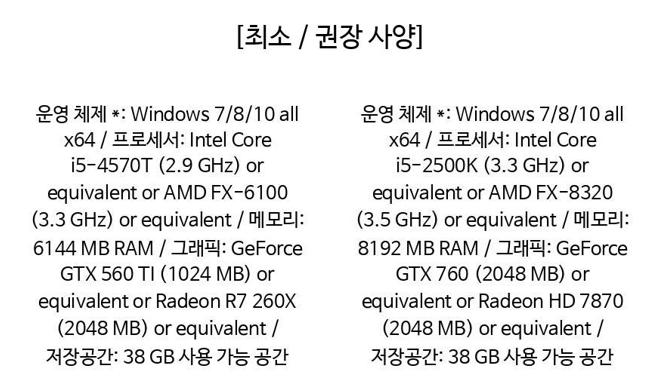 [최소 / 권장 사양]
운영 체제 *: Windows 7/8/10 all
x64 / 프로세서: Intel Core
i5-4570T (2.9 GHz) or
equivalent or AMD FX-6100
(3.3 GHz) or equivalent / 메모리:
6144 MB RAM / 그래픽: GeForce
GTX 560 TI (1024 MB) or
equivalent or Radeon R7 260X
(2048 MB) or equivalent /
저장공간: 38 GB 사용 가능 공간
운영 체제 *: Windows 7/8/10 all
x64 / 프로세서: Intel Core
i5-2500K (3.3 GHz) or
equivalent or AMD FX-8320
(3.5 GHz) or equivalent / 메모리:
8192 MB RAM / 그래픽: GeForce
GTX 760 (2048 MB) or
equivalent or Radeon HD 7870
(2048 MB) or equivalent /
저장공간: 38 GB 사용 가능 공간